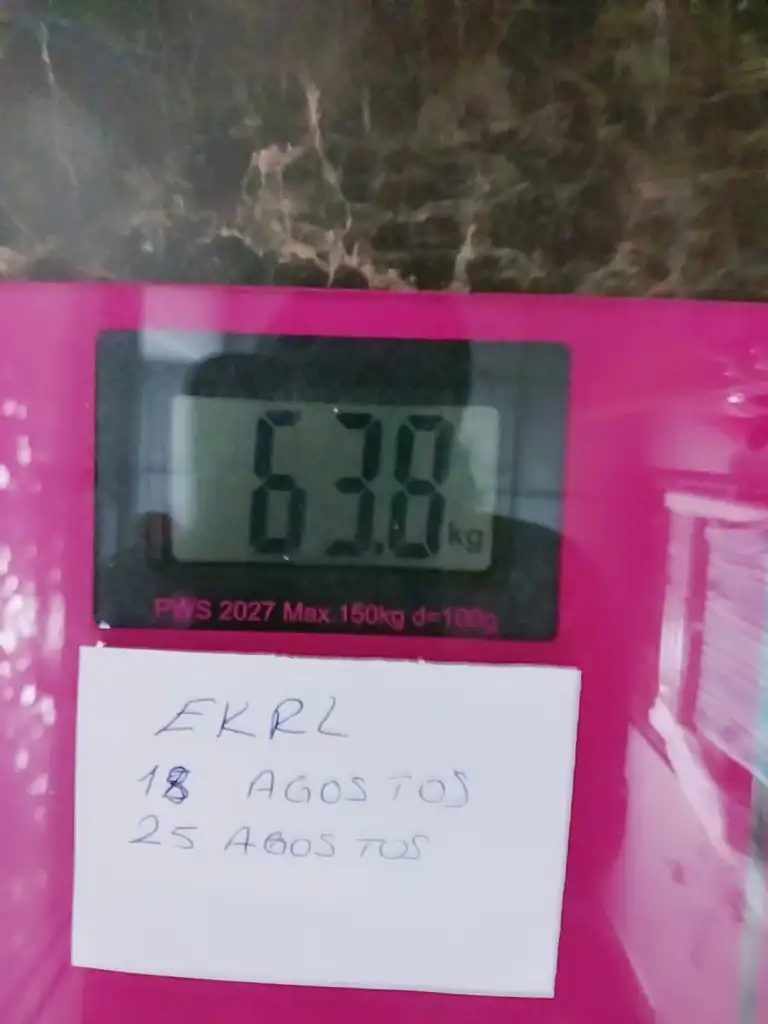 63.8 kg
PWS 2027 Max 150kg d=100g
EKRL
18 AGOSTOS
25 AGOSTOS